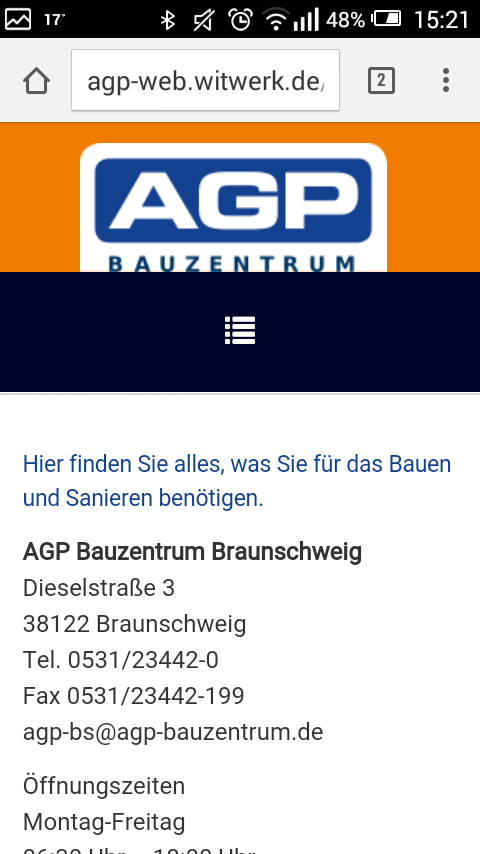 17°
48%
15:21
agp-web.witwerk.de/
2
AGP
BAUZENTRUM
Hier finden Sie alles, was Sie für das Bauen
und Sanieren benötigen.
AGP Bauzentrum Braunschweig
Dieselstraße 3
38122 Braunschweig
Tel. 0531/23442-0
Fax 0531/23442-199
agp-bs@agp-bauzentrum.de
Öffnungszeiten
Montag-Freitag